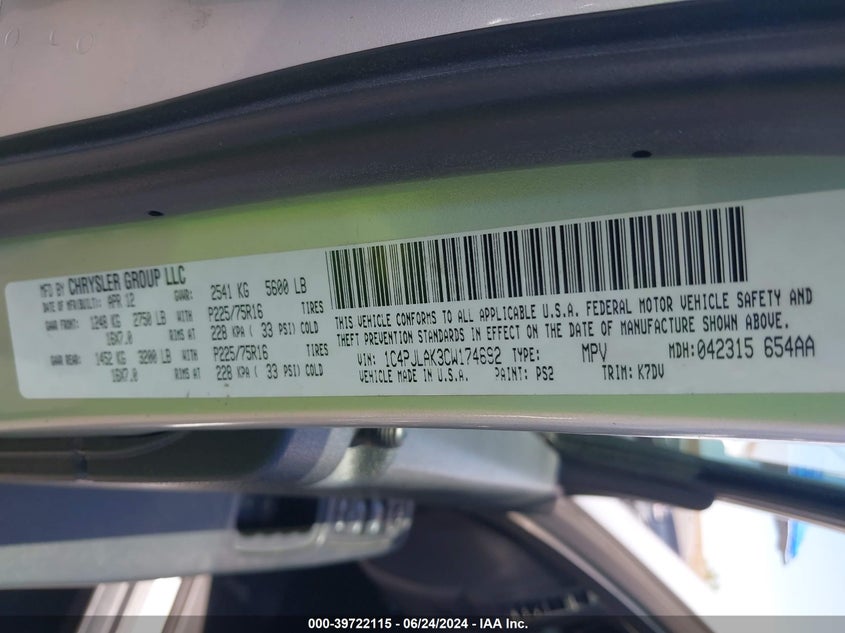 MFD BY CHRYSLER GROUP LLC
DATE OF MFR/BUILT: APR 12 GVWR: 2541 KG 5600 LB
GAWR FRONT: 1248 KG 2750 LB WITH P225/75R16 TIRES
16X7.0 RIMS AT 228 KPA ( 33 PSI) COLD
GAWR REAR: 1452 KG 3200 LB WITH P225/75R16 TIRES
16X7.0 RIMS AT 228 KPA ( 33 PSI) COLD
THIS VEHICLE CONFORMS TO ALL APPLICABLE U.S.A. FEDERAL MOTOR VEHICLE SAFETY AND
THEFT PREVENTION STANDARDS IN EFFECT ON THE DATE OF MANUFACTURE SHOWN ABOVE.
VIN: 1C4PJLAK3CW174692 TYPE: MPV MDH:042315 654AA
VEHICLE MADE IN U.S.A. PAINT: PS2 TRIM: K7DV
000-39722115 - 06/24/2024 - IAA Inc.